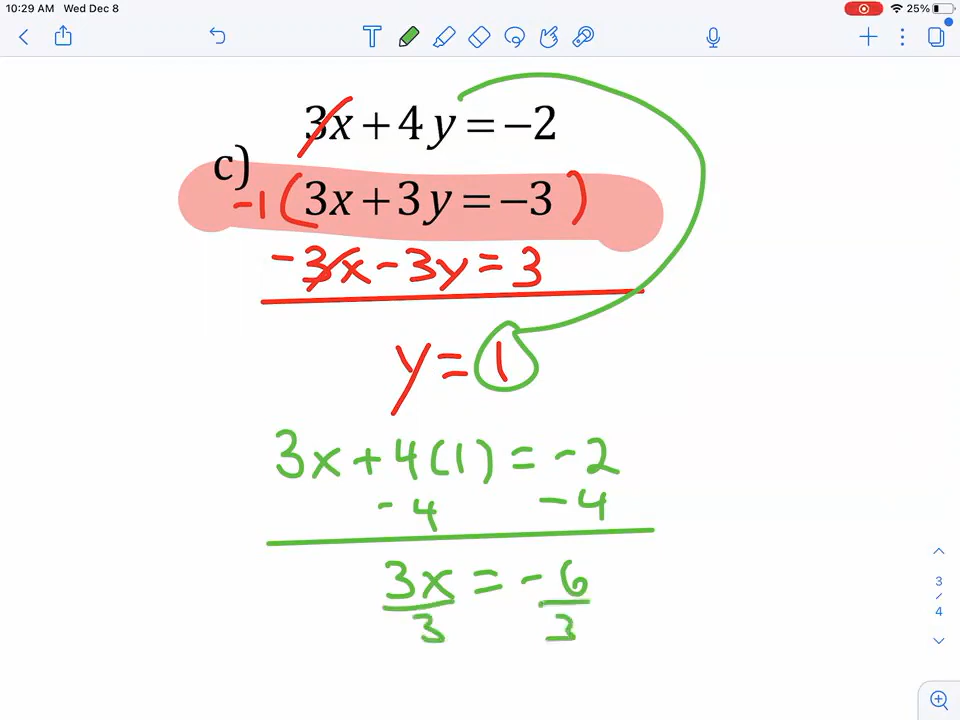 10:29 AM Wed Dec 8 25%
T
3x + 4y = −2
c)
-1 ( 3x + 3y = −3 )
-3x - 3y = 3
y = 1
3x + 4(1) = -2
-4 -4
3x = -6
3 3
3
/
4